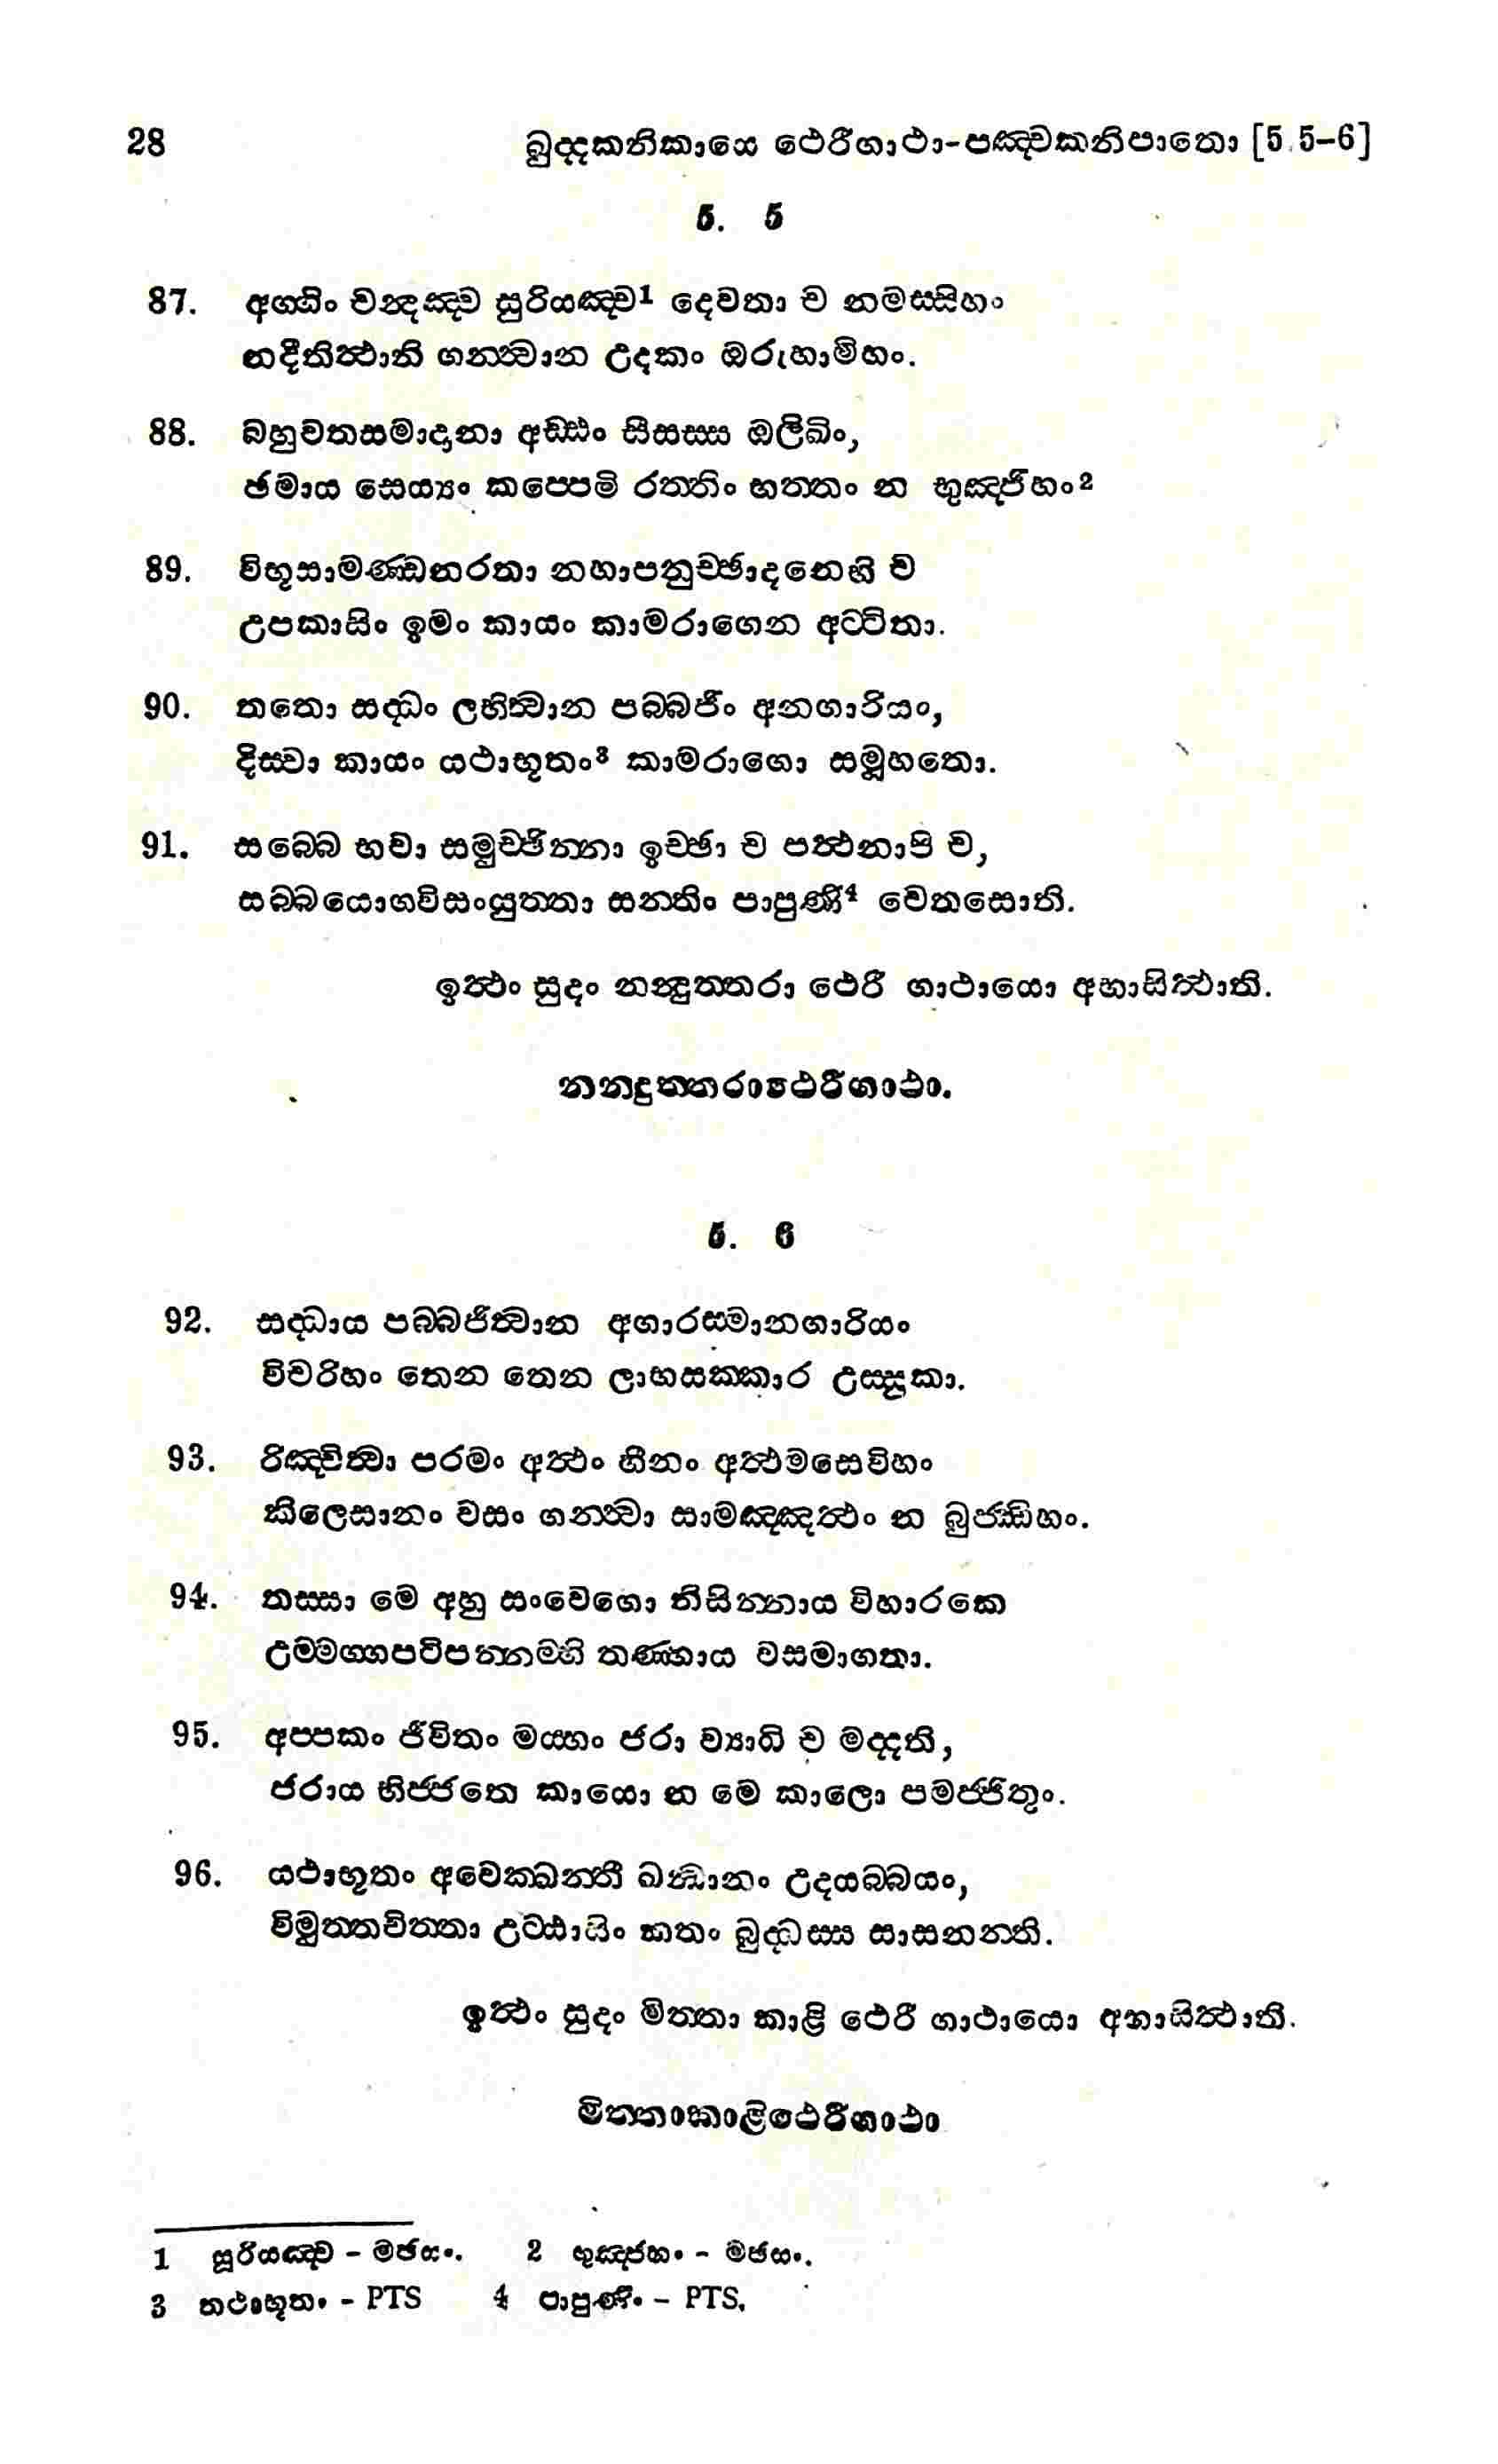 28 ඛුද්දකනිකායෙ ථෙරීගාථා-පඤ්චකනිපාතො [5. 5–6]
5. 5
87. අග්ගිං චන්දඤ්ච සුරියඤ්ච¹ දෙවතා ච නමස්සිහං
නදීතිත්ථානි ගන්ත්වාන උදකං ඔරුහාමිහං.
88. බහුවතසමාදානා අඩ්ඪං සීසස්ස ඔලිඛිං,
ඡමාය සෙය්‍යං කප්පෙමි රත්තිං භත්තං න භුඤ්ජිහං²
89. විභූසාමණ්ඩනරතා නහාපනුච්ඡාදනෙහි ච
උපකාසිං ඉමං කායං කාමරාගෙන අට්ටිතා.
90. තතො සද්ධං ලභිත්වාන පබ්බජිං අනගාරියං,
දිස්වා කායං යථාභූතං³ කාමරාගො සමූහතො.
91. සබ්බෙ භවා සමුච්ඡින්නා ඉච්ඡා ච පත්ථනාපි ච,
සබ්බයොගවිසංයුත්තා සන්තිං පාපුණි⁴ චෙතසොති.
ඉත්ථං සුදං නන්දුත්තරා ථෙරී ගාථායො අභාසිත්ථාති.
නන්දුත්තරාථෙරීගාථා.
5. 6
92. සද්ධාය පබ්බජිත්වාන අගාරස්මානගාරියං
විචරිහං තෙන තෙන ලාභසක්කාර උස්සුකා.
93. රිඤ්චිත්වා පරමං අත්ථං හීනං අත්ථමසෙවිහං
කිලෙසානං වසං ගන්ත්වා සාමඤ්ඤත්ථං න බුජ්ඣිහං.
94. තස්සා මෙ අහු සංවෙගො නිසින්නාය විහාරකෙ
උම්මග්ගපටිපන්නම්හි තණ්හාය වසමාගතා.
95. අප්පකං ජීවිතං මය්හං ජරා ව්‍යාධි ච මද්දති,
ජරාය භිජ්ජතෙ කායො න මෙ කාලො පමජ්ජිතුං.
96. යථාභූතං අවෙක්ඛන්තී ඛන්ධානං උදයබ්බයං,
විමුත්තචිත්තා උට්ඨාසිං කතං බුද්ධස්ස සාසනන්ති.
ඉත්ථං සුදං මිත්තා කාළි ථෙරී ගාථායො අභාසිත්ථාති.
මිත්තාකාළිථෙරීගාථා
1 සූරියඤ්ච – මජසං. 2 භුඤ්ජහං – මජසං.
3 තථාභූතං – PTS 4 පාපුණිං – PTS.